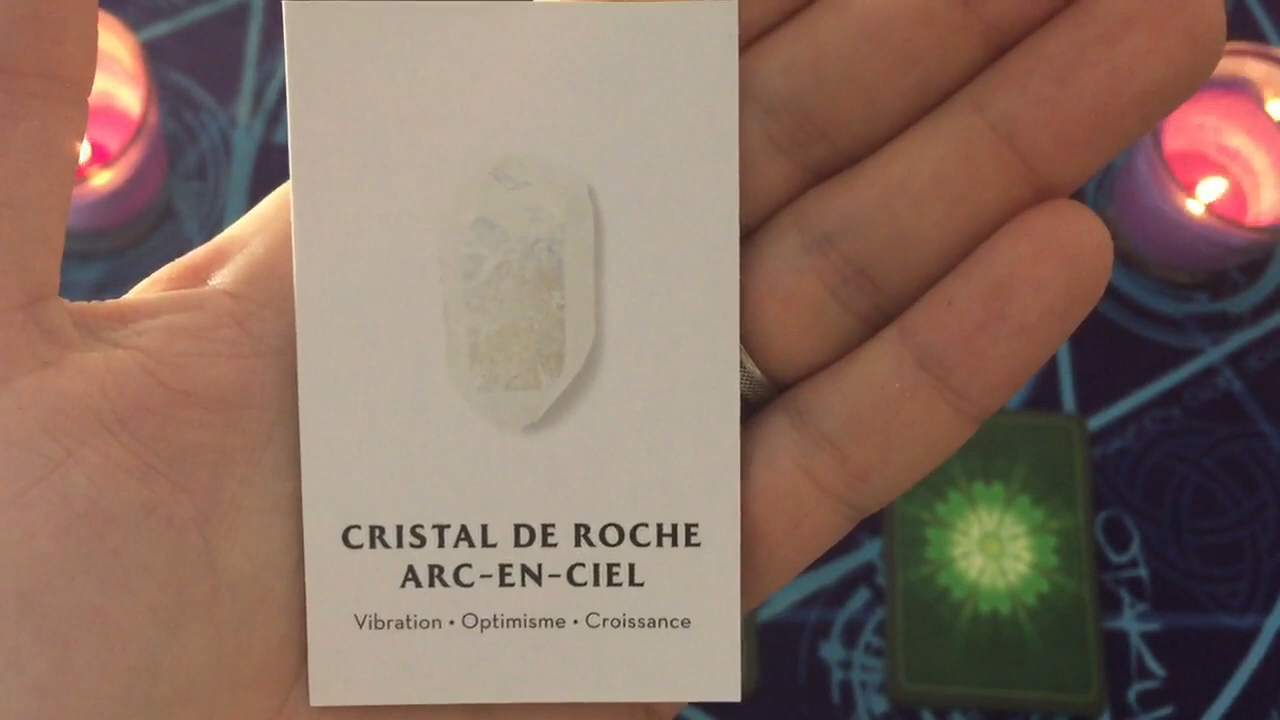 CRISTAL DE ROCHE
ARC-EN-CIEL
Vibration • Optimisme • Croissance